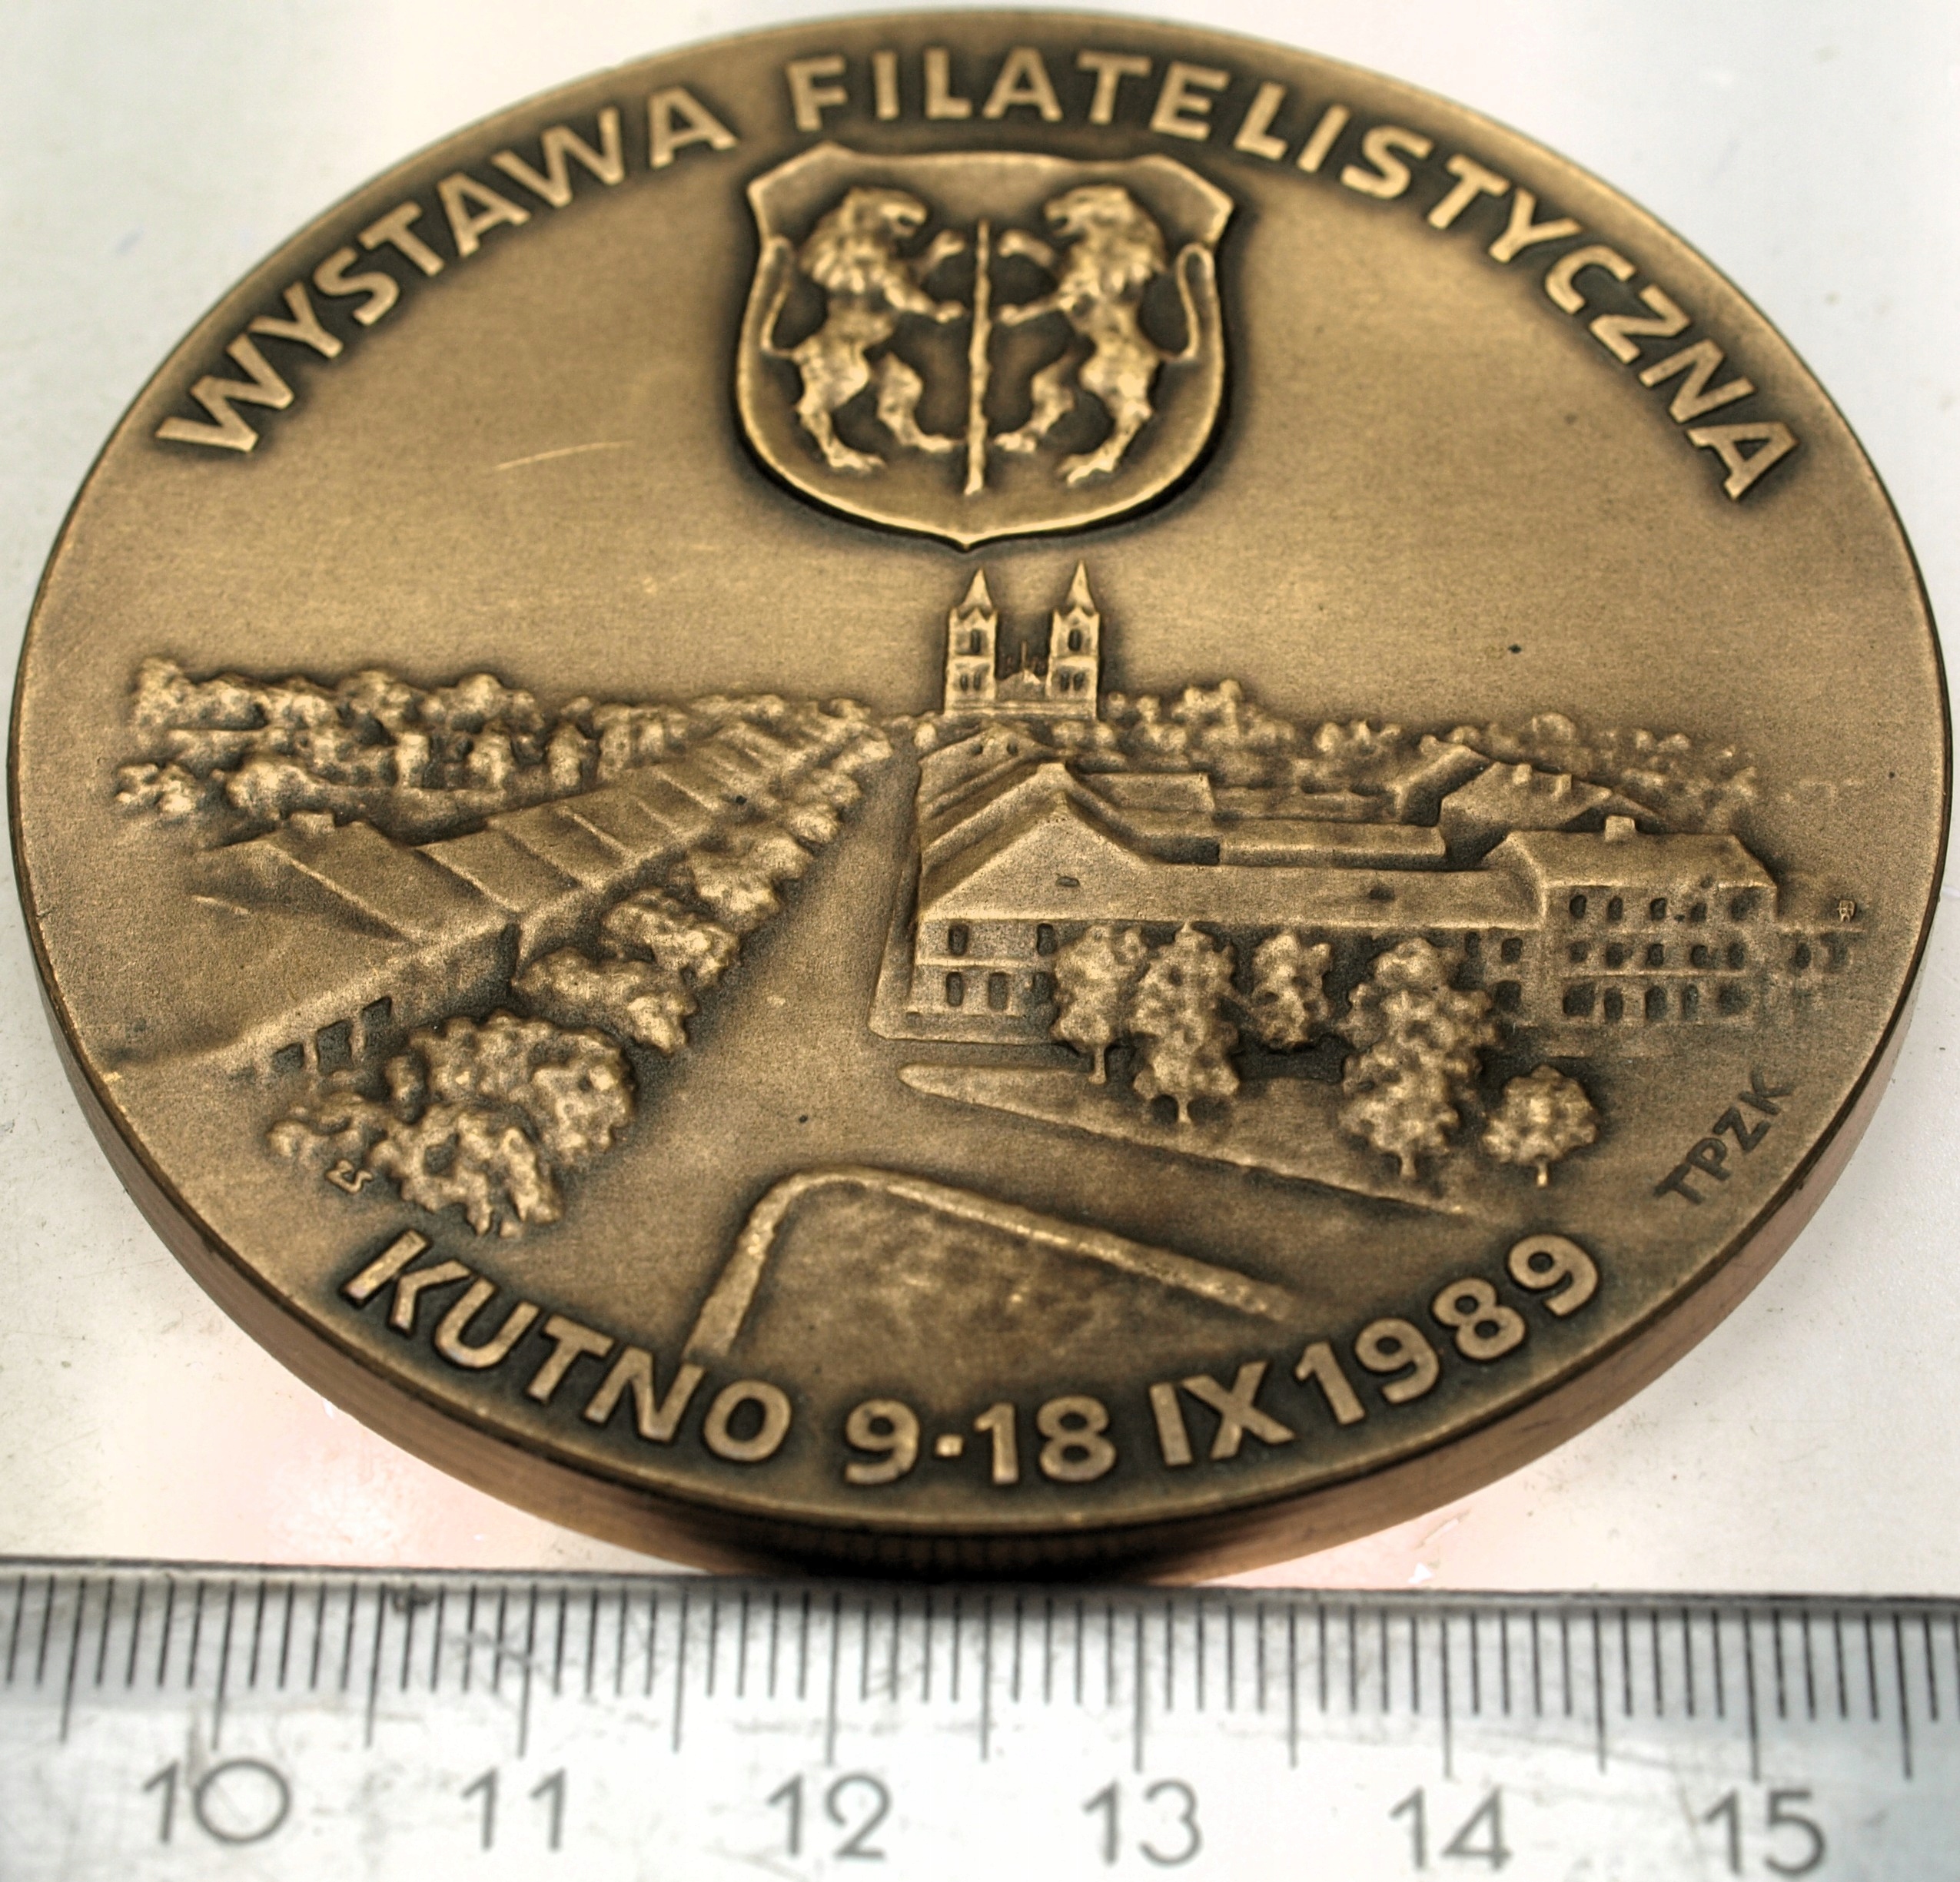 WYSTAWA FILATELISTYCZNA
TPZK
KUTNO 9-18 IX 1989
10 11 12 13 14 15